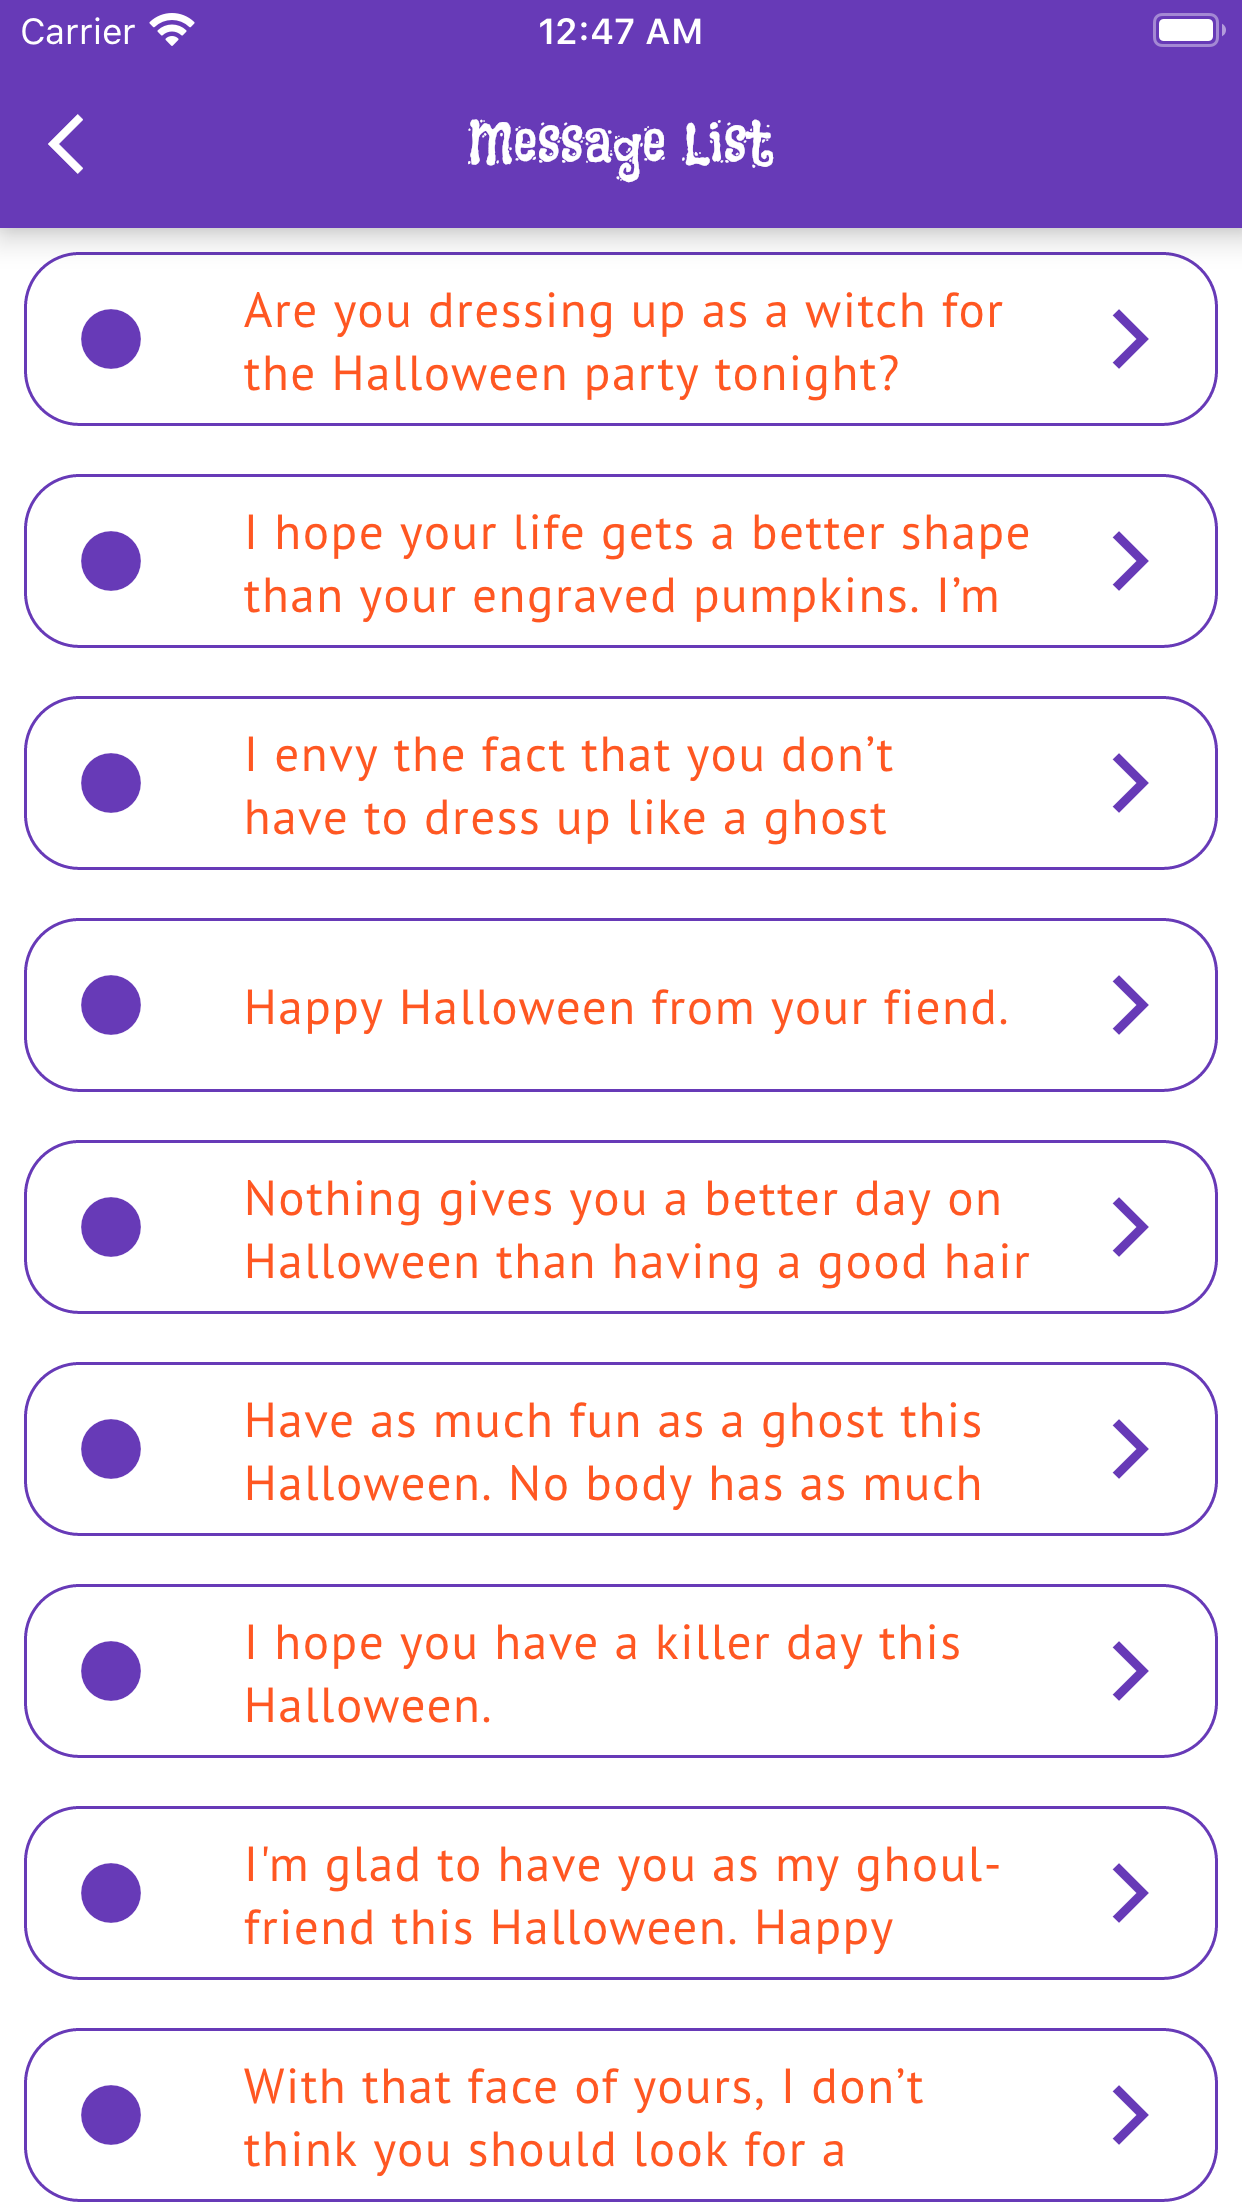 Carrier
12:47 AM
Message List
Are you dressing up as a witch for
the Halloween party tonight?
I hope your life gets a better shape
than your engraved pumpkins. I’m
I envy the fact that you don’t
have to dress up like a ghost
Happy Halloween from your fiend.
Nothing gives you a better day on
Halloween than having a good hair
Have as much fun as a ghost this
Halloween. No body has as much
I hope you have a killer day this
Halloween.
I'm glad to have you as my ghoul-
friend this Halloween. Happy
With that face of yours, I don’t
think you should look for a